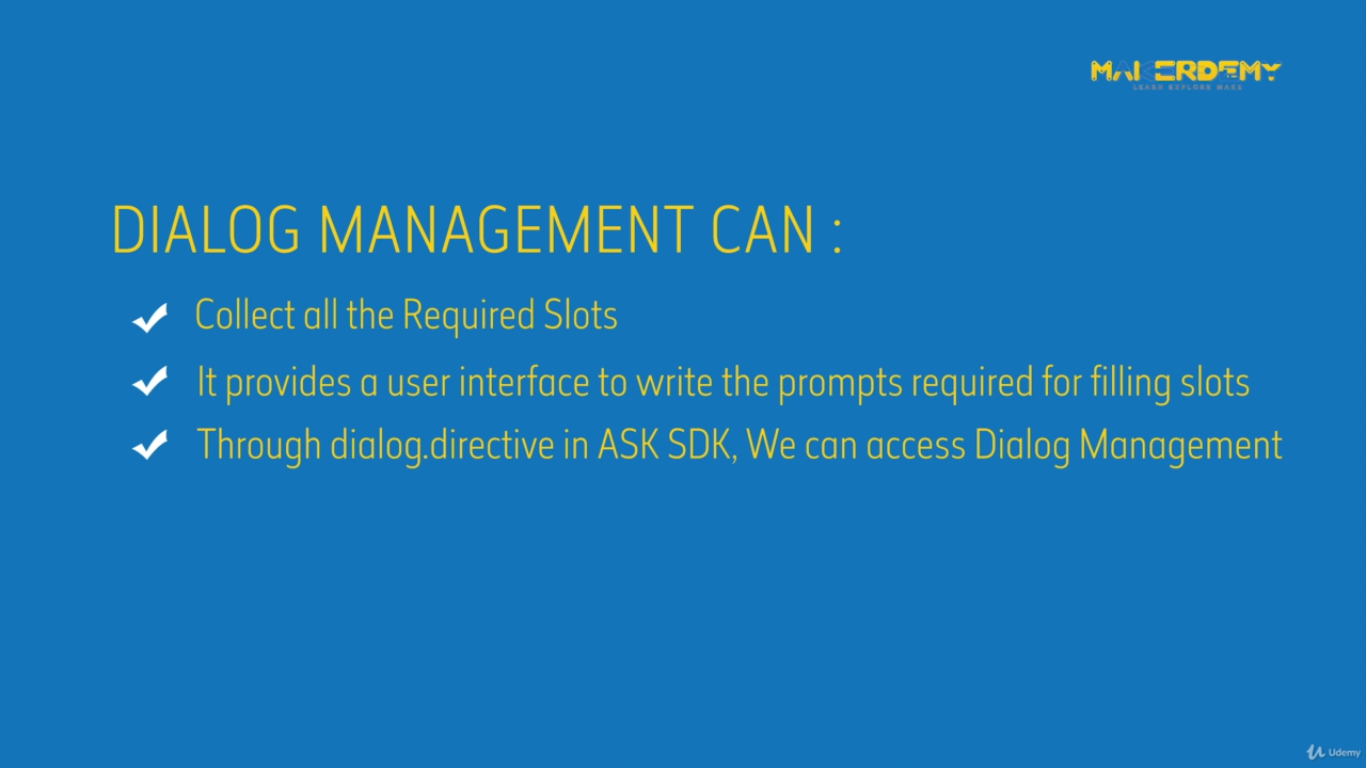 MAKERDEMY
LEARN EXPLORE MAKE
DIALOG MANAGEMENT CAN :
Collect all the Required Slots
It provides a user interface to write the prompts required for filling slots
Through dialog.directive in ASK SDK, We can access Dialog Management
Udemy